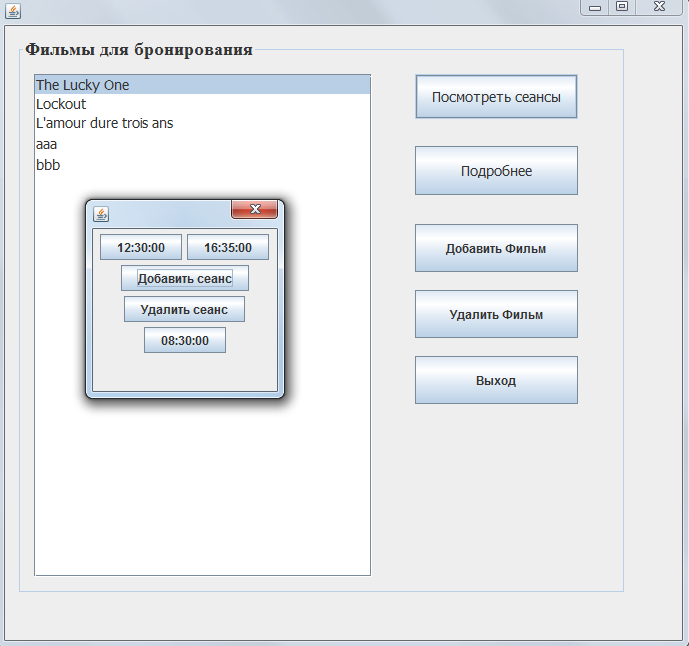 Фильмы для бронирования
The Lucky One
Lockout
L'amour dure trois ans
aaa
bbb
12:30:00 16:35:00
Добавить сеанс
Удалить сеанс
08:30:00
Посмотреть сеансы
Подробнее
Добавить Фильм
Удалить Фильм
Выход